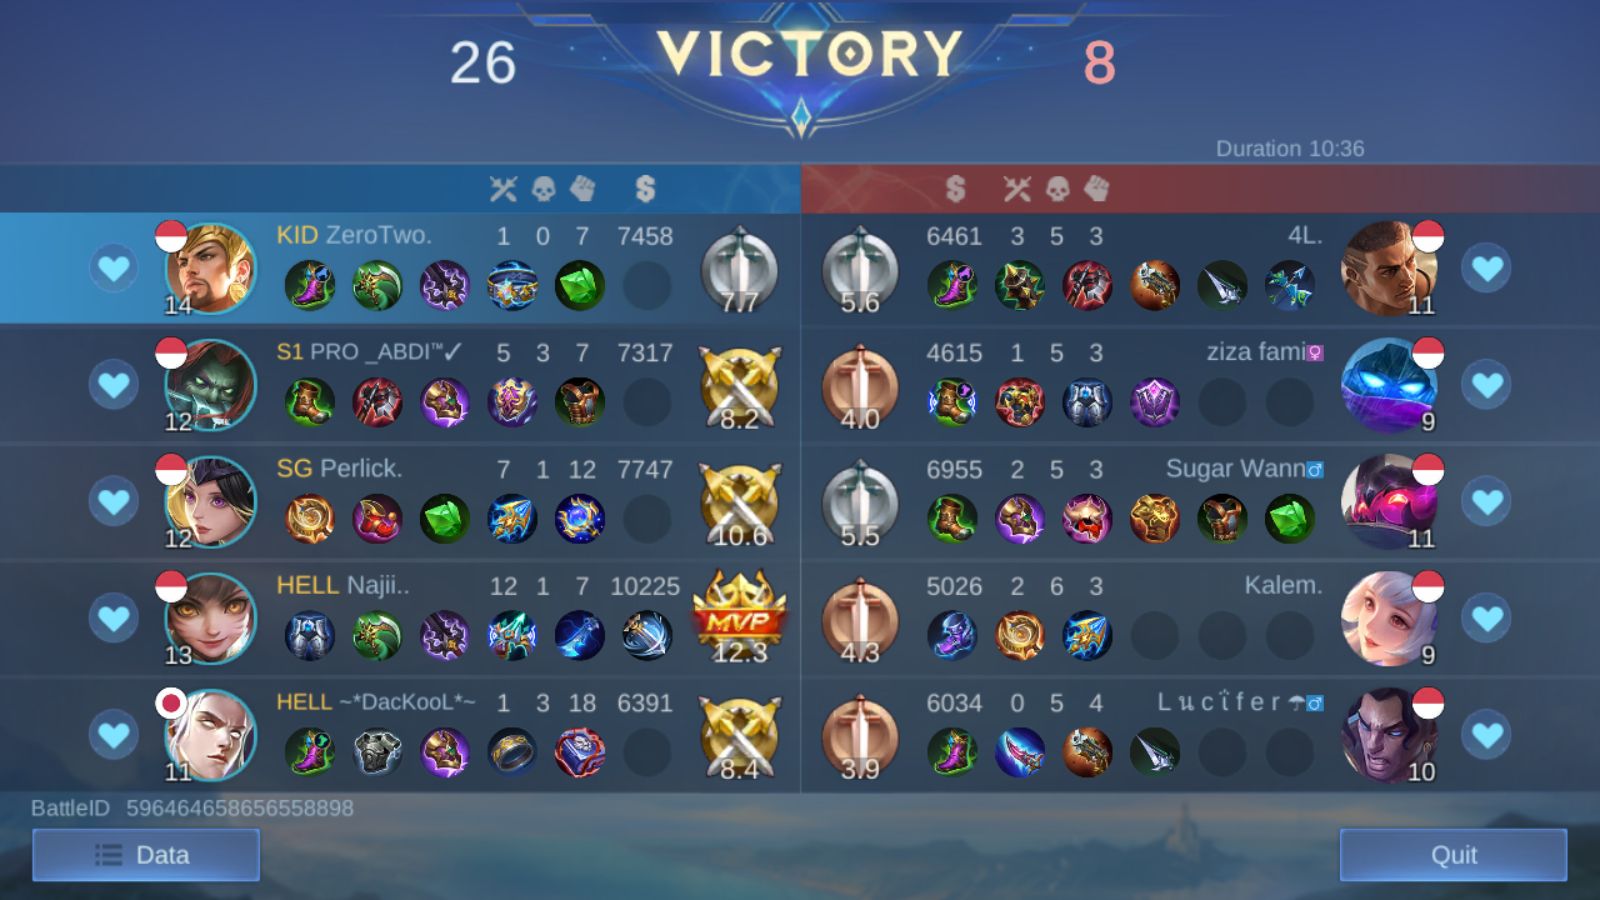 26 VICTORY 8
Duration 10:36
KID ZeroTwo. 1 0 7 7458
14 7.7
6461 3 5 3 4L.
5.6 11
S1 PRO _ABDI™✓ 5 3 7 7317
12 8.2
4615 1 5 3 ziza fami♀
4.0 9
SG Perlick. 7 1 12 7747
12 10.6
6955 2 5 3 Sugar Wann♂
5.5 11
HELL Najii.. 12 1 7 10225
MVP
13 12.3
5026 2 6 3 Kalem.
4.3 9
HELL ~*DacKooL*~ 1 3 18 6391
11 8.4
6034 0 5 4 Lucïfer☂♂
3.9 10
BattleID 596464658656558898
Data
Quit